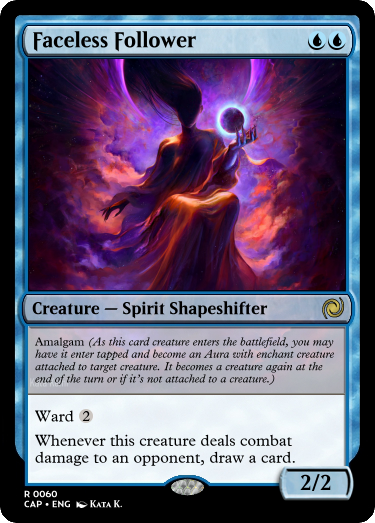 Faceless Follower
Creature — Spirit Shapeshifter
Amalgam (As this card creature enters the battlefield, you may
have it enter tapped and become an Aura with enchant creature
attached to target creature. It becomes a creature again at the
end of the turn or if it's not attached to a creature.)
Ward 2
Whenever this creature deals combat
damage to an opponent, draw a card.
2/2
R 0060
CAP • ENG Kata K.